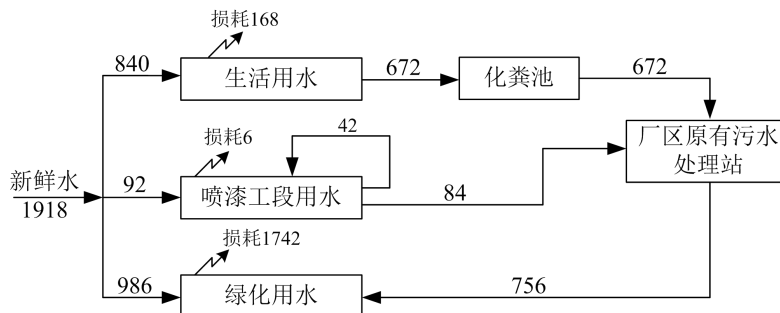 损耗168
840
生活用水
672
化粪池
672
损耗6
42
厂区原有污水
处理站
新鲜水
1918
92
喷漆工段用水
84
损耗1742
986
绿化用水
756